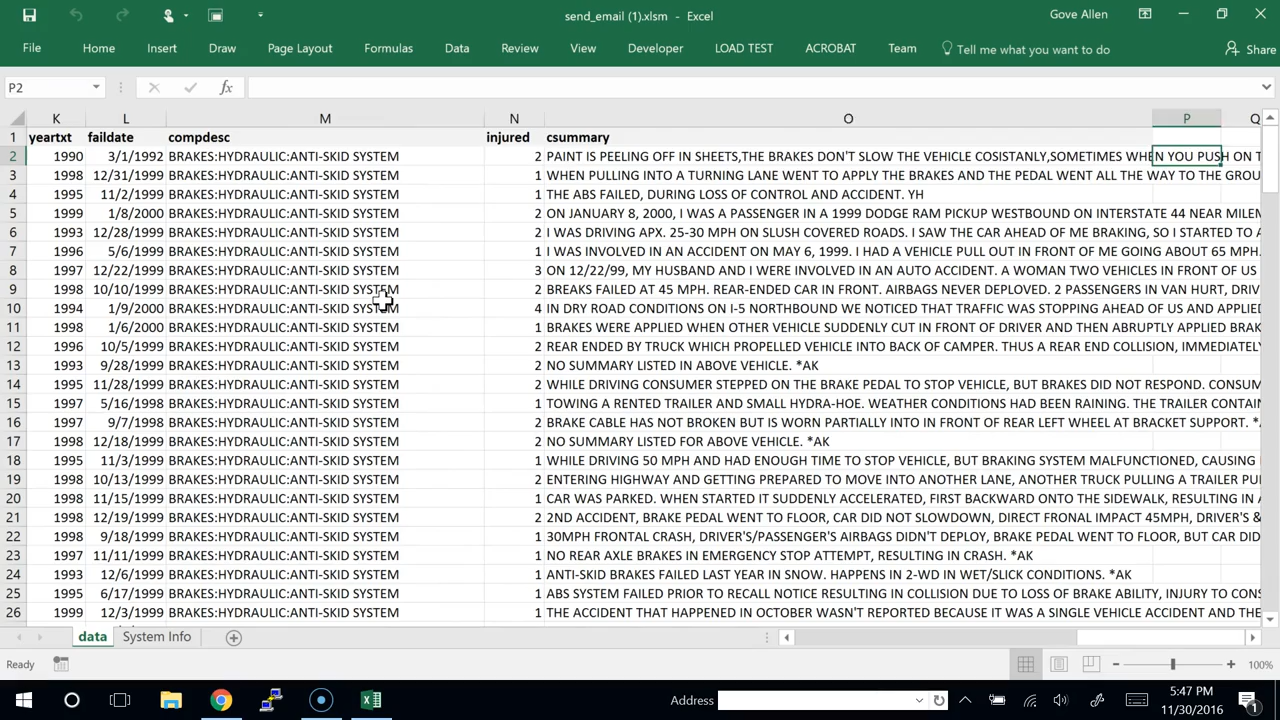 send_email (1).xlsm - Excel
Gove Allen
File Home Insert Draw Page Layout Formulas Data Review View Developer LOAD TEST ACROBAT Team Tell me what you want to do Share
P2 fx
K L M N O P Q
1 yeartxt faildate compdesc injured csummary
2 1990 3/1/1992 BRAKES:HYDRAULIC:ANTI-SKID SYSTEM 2 PAINT IS PEELING OFF IN SHEETS,THE BRAKES DON'T SLOW THE VEHICLE COSISTANLY,SOMETIMES WHEN YOU PUSH ON T
3 1998 12/31/1999 BRAKES:HYDRAULIC:ANTI-SKID SYSTEM 1 WHEN PULLING INTO A TURNING LANE WENT TO APPLY THE BRAKES AND THE PEDAL WENT ALL THE WAY TO THE GROU
4 1995 11/2/1999 BRAKES:HYDRAULIC:ANTI-SKID SYSTEM 1 THE ABS FAILED, DURING LOSS OF CONTROL AND ACCIDENT. YH
5 1999 1/8/2000 BRAKES:HYDRAULIC:ANTI-SKID SYSTEM 2 ON JANUARY 8, 2000, I WAS A PASSENGER IN A 1999 DODGE RAM PICKUP WESTBOUND ON INTERSTATE 44 NEAR MILEM
6 1993 12/28/1999 BRAKES:HYDRAULIC:ANTI-SKID SYSTEM 2 I WAS DRIVING APX. 25-30 MPH ON SLUSH COVERED ROADS. I SAW THE CAR AHEAD OF ME BRAKING, SO I STARTED TO A
7 1996 5/6/1999 BRAKES:HYDRAULIC:ANTI-SKID SYSTEM 1 I WAS INVOLVED IN AN ACCIDENT ON MAY 6, 1999. I HAD A VEHICLE PULL OUT IN FRONT OF ME GOING ABOUT 65 MPH.
8 1997 12/22/1999 BRAKES:HYDRAULIC:ANTI-SKID SYSTEM 3 ON 12/22/99, MY HUSBAND AND I WERE INVOLVED IN AN AUTO ACCIDENT. A WOMAN TWO VEHICLES IN FRONT OF US
9 1998 10/10/1999 BRAKES:HYDRAULIC:ANTI-SKID SYSTEM 2 BREAKS FAILED AT 45 MPH. REAR-ENDED CAR IN FRONT. AIRBAGS NEVER DEPLOVED. 2 PASSENGERS IN VAN HURT, DRIV
10 1994 1/9/2000 BRAKES:HYDRAULIC:ANTI-SKID SYSTEM 4 IN DRY ROAD CONDITIONS ON I-5 NORTHBOUND WE NOTICED THAT TRAFFIC WAS STOPPING AHEAD OF US AND APPLIED
11 1998 1/6/2000 BRAKES:HYDRAULIC:ANTI-SKID SYSTEM 1 BRAKES WERE APPLIED WHEN OTHER VEHICLE SUDDENLY CUT IN FRONT OF DRIVER AND THEN ABRUPTLY APPLIED BRAK
12 1996 10/5/1999 BRAKES:HYDRAULIC:ANTI-SKID SYSTEM 2 REAR ENDED BY TRUCK WHICH PROPELLED VEHICLE INTO BACK OF CAMPER. THUS A REAR END COLLISION, IMMEDIATELY
13 1993 9/28/1999 BRAKES:HYDRAULIC:ANTI-SKID SYSTEM 2 NO SUMMARY LISTED IN ABOVE VEHICLE. *AK
14 1995 11/28/1999 BRAKES:HYDRAULIC:ANTI-SKID SYSTEM 2 WHILE DRIVING CONSUMER STEPPED ON THE BRAKE PEDAL TO STOP VEHICLE, BUT BRAKES DID NOT RESPOND. CONSUM
15 1997 5/16/1998 BRAKES:HYDRAULIC:ANTI-SKID SYSTEM 1 TOWING A RENTED TRAILER AND SMALL HYDRA-HOE. WEATHER CONDITIONS HAD BEEN RAINING. THE TRAILER CONTAIN
16 1997 9/7/1998 BRAKES:HYDRAULIC:ANTI-SKID SYSTEM 2 BRAKE CABLE HAS NOT BROKEN BUT IS WORN PARTIALLY INTO IN FRONT OF REAR LEFT WHEEL AT BRACKET SUPPORT. *
17 1998 12/18/1999 BRAKES:HYDRAULIC:ANTI-SKID SYSTEM 2 NO SUMMARY LISTED FOR ABOVE VEHICLE. *AK
18 1995 11/3/1999 BRAKES:HYDRAULIC:ANTI-SKID SYSTEM 1 WHILE DRIVING 50 MPH AND HAD ENOUGH TIME TO STOP VEHICLE, BUT BRAKING SYSTEM MALFUNCTIONED, CAUSING
19 1998 10/13/1999 BRAKES:HYDRAULIC:ANTI-SKID SYSTEM 2 ENTERING HIGHWAY AND GETTING PREPARED TO MOVE INTO ANOTHER LANE, ANOTHER TRUCK PULLING A TRAILER PU
20 1998 11/15/1999 BRAKES:HYDRAULIC:ANTI-SKID SYSTEM 1 CAR WAS PARKED. WHEN STARTED IT SUDDENLY ACCELERATED, FIRST BACKWARD ONTO THE SIDEWALK, RESULTING IN A
21 1998 12/19/1999 BRAKES:HYDRAULIC:ANTI-SKID SYSTEM 2 2ND ACCIDENT, BRAKE PEDAL WENT TO FLOOR, CAR DID NOT SLOWDOWN, DIRECT FRONAL IMPACT 45MPH, DRIVER'S &
22 1998 9/18/1999 BRAKES:HYDRAULIC:ANTI-SKID SYSTEM 1 30MPH FRONTAL CRASH, DRIVER'S/PASSENGER'S AIRBAGS DIDN'T DEPLOY, BRAKE PEDAL WENT TO FLOOR, BUT CAR DID
23 1997 11/11/1999 BRAKES:HYDRAULIC:ANTI-SKID SYSTEM 1 NO REAR AXLE BRAKES IN EMERGENCY STOP ATTEMPT, RESULTING IN CRASH. *AK
24 1993 12/6/1999 BRAKES:HYDRAULIC:ANTI-SKID SYSTEM 1 ANTI-SKID BRAKES FAILED LAST YEAR IN SNOW. HAPPENS IN 2-WD IN WET/SLICK CONDITIONS. *AK
25 1995 6/17/1999 BRAKES:HYDRAULIC:ANTI-SKID SYSTEM 1 ABS SYSTEM FAILED PRIOR TO RECALL NOTICE RESULTING IN COLLISION DUE TO LOSS OF BRAKE ABILITY, INJURY TO CONS
26 1999 12/3/1999 BRAKES:HYDRAULIC:ANTI-SKID SYSTEM 1 THE ACCIDENT THAT HAPPENED IN OCTOBER WASN'T REPORTED BECAUSE IT WAS A SINGLE VEHICLE ACCIDENT AND THE
data System Info
Ready 100%
Address 5:47 PM
11/30/2016 1